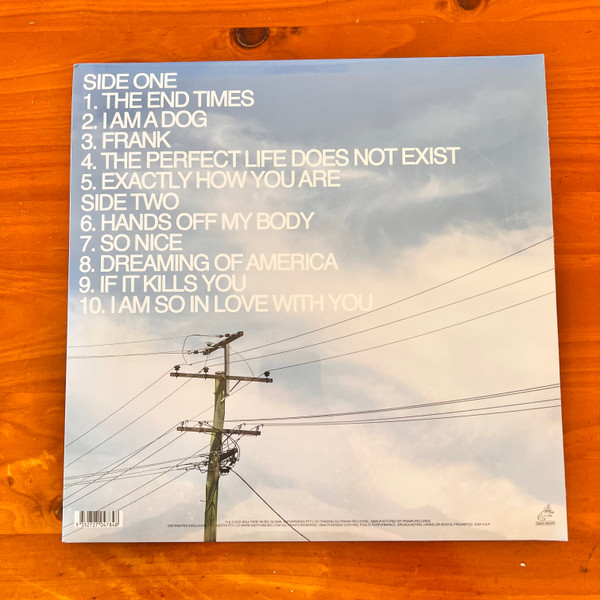 SIDE ONE
1. THE END TIMES
2. I AM A DOG
3. FRANK
4. THE PERFECT LIFE DOES NOT EXIST
5. EXACTLY HOW YOU ARE
SIDE TWO
6. HANDS OFF MY BODY
7. SO NICE
8. DREAMING OF AMERICA
9. IF IT KILLS YOU
10. I AM SO IN LOVE WITH YOU